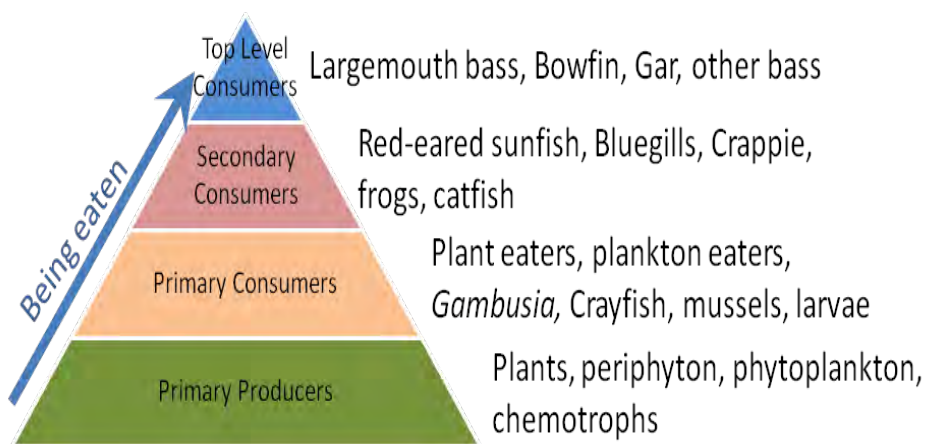 Top Level
Consumers
Largemouth bass, Bowfin, Gar, other bass
Secondary
Consumers
Red-eared sunfish, Bluegills, Crappie,
frogs, catfish
Being eaten
Primary Consumers
Plant eaters, plankton eaters,
Gambusia, Crayfish, mussels, larvae
Primary Producers
Plants, periphyton, phytoplankton,
chemotrophs